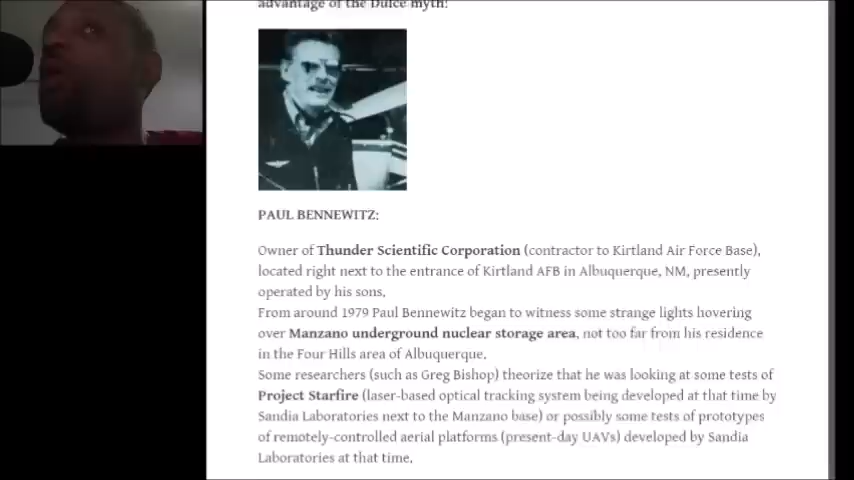 advantage of the Dulce myth:
PAUL BENNEWITZ:
Owner of Thunder Scientific Corporation (contractor to Kirtland Air Force Base),
located right next to the entrance of Kirtland AFB in Albuquerque, NM, presently
operated by his sons.
From around 1979 Paul Bennewitz began to witness some strange lights hovering
over Manzano underground nuclear storage area, not too far from his residence
in the Four Hills area of Albuquerque.
Some researchers (such as Greg Bishop) theorize that he was looking at some tests of
Project Starfire (laser-based optical tracking system being developed at that time by
Sandia Laboratories next to the Manzano base) or possibly some tests of prototypes
of remotely-controlled aerial platforms (present-day UAVs) developed by Sandia
Laboratories at that time.